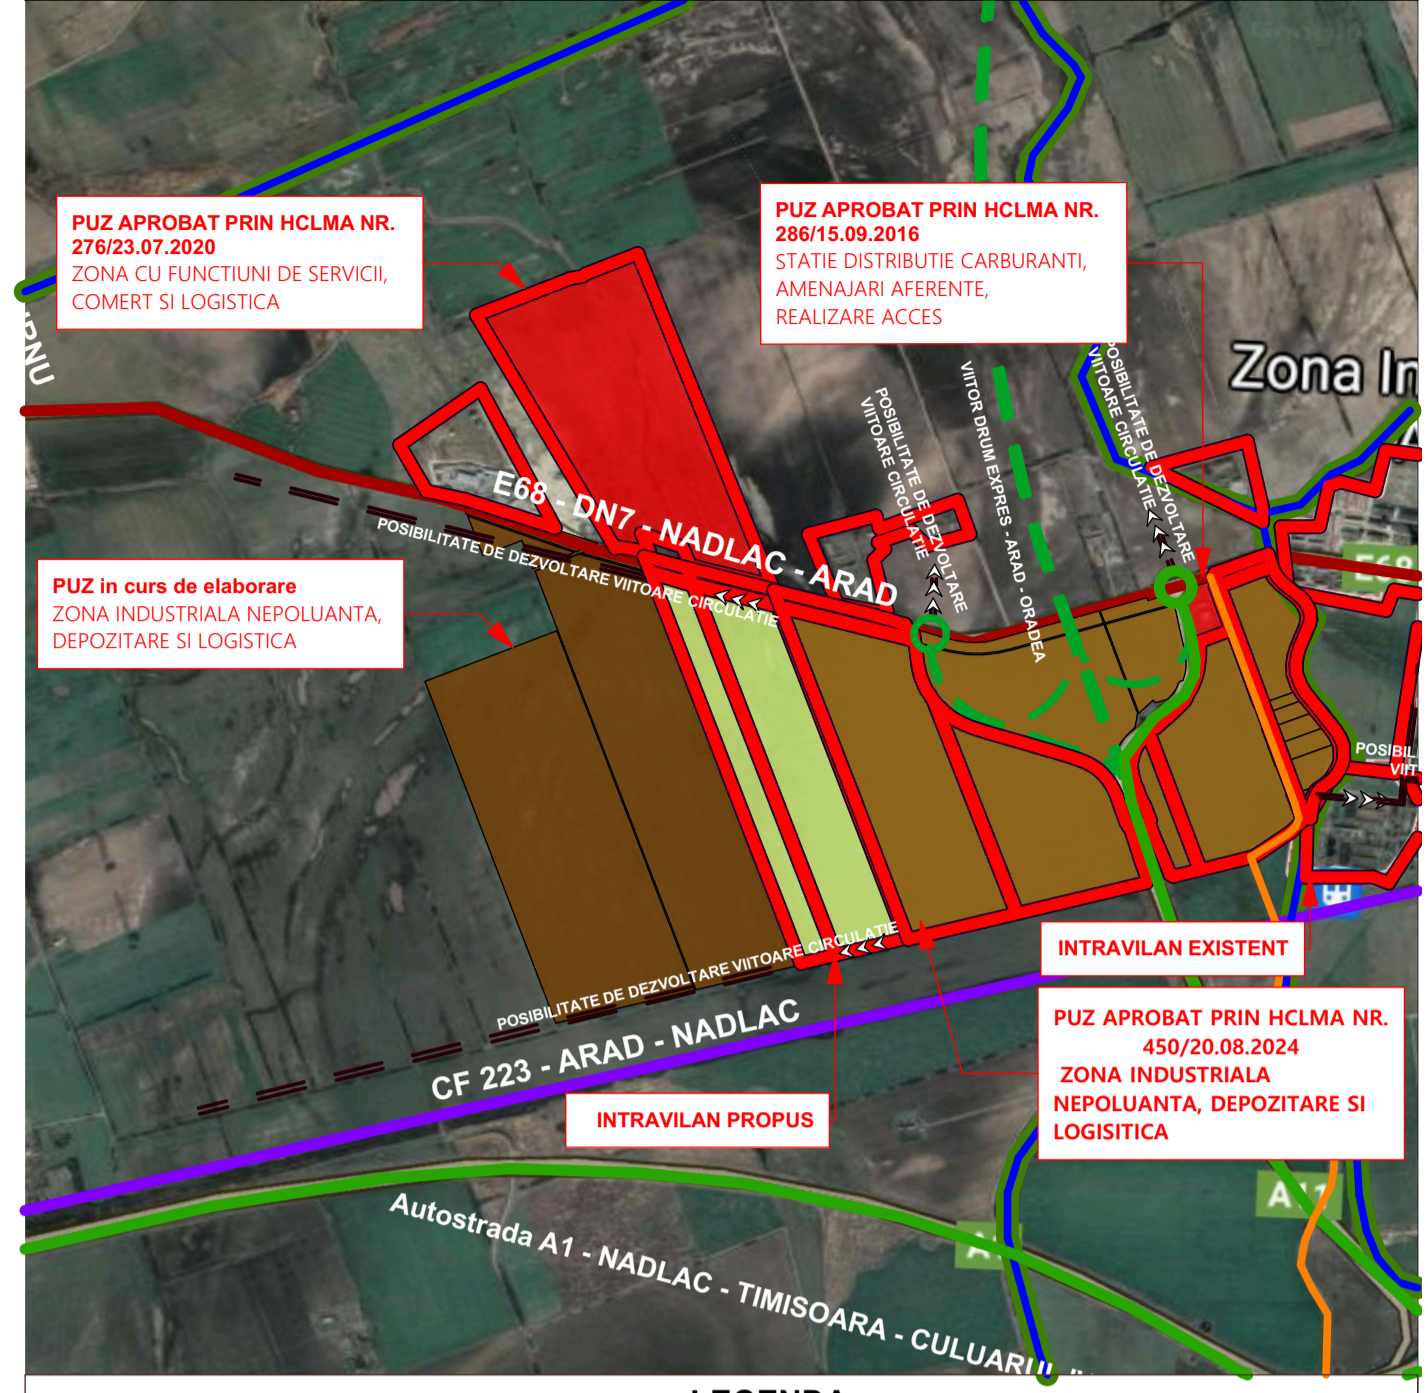 PUZ APROBAT PRIN HCLMA NR.
276/23.07.2020
ZONA CU FUNCTIUNI DE SERVICII,
COMERT SI LOGISTICA
PUZ APROBAT PRIN HCLMA NR.
286/15.09.2016
STATIE DISTRIBUTIE CARBURANTI,
AMENAJARI AFERENTE,
REALIZARE ACCES
Zona In
POSIBILITATE DE DEZVOLTARE
VIITOARE CIRCULATIE
VIITOR DRUM EXPRES - ARAD - ORADEA
POSIBILITATE DE DEZVOLTARE
VIITOARE CIRCULATIE
E68 - DN7 - NADLAC - ARAD
POSIBILITATE DE DEZVOLTARE VIITOARE CIRCULATIE
E68
PUZ in curs de elaborare
ZONA INDUSTRIALA NEPOLUANTA,
DEPOZITARE SI LOGISTICA
POSIBIL
VIIT
INTRAVILAN EXISTENT
POSIBILITATE DE DEZVOLTARE VIITOARE CIRCULATIE
CF 223 - ARAD - NADLAC
PUZ APROBAT PRIN HCLMA NR.
450/20.08.2024
ZONA INDUSTRIALA
NEPOLUANTA, DEPOZITARE SI
LOGISITICA
INTRAVILAN PROPUS
A11
Autostrada A1 - NADLAC - TIMISOARA - CULUARUL
LEGENDA